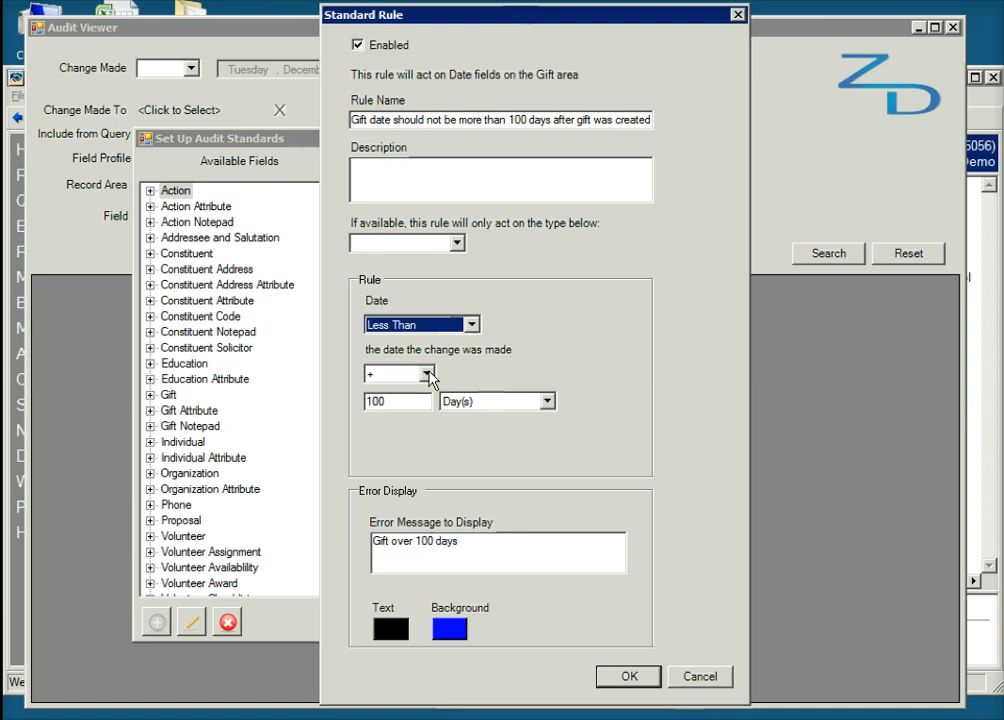 Audit Viewer
Change Made
Tuesday , Decemb
Change Made To <Click to Select> X
Include from Query
Field Profile
Record Area
Field
Set Up Audit Standards
Available Fields
Action
Action Attribute
Action Notepad
Addressee and Salutation
Constituent
Constituent Address
Constituent Address Attribute
Constituent Attribute
Constituent Code
Constituent Notepad
Constituent Solicitor
Education
Education Attribute
Gift
Gift Attribute
Gift Notepad
Individual
Individual Attribute
Organization
Organization Attribute
Phone
Proposal
Volunteer
Volunteer Assignment
Volunteer Availability
Volunteer Award
Standard Rule
Enabled
This rule will act on Date fields on the Gift area
Rule Name
Gift date should not be more than 100 days after gift was created
Description
If available, this rule will only act on the type below:
Rule
Date
Less Than
the date the change was made
+
100 Day(s)
Error Display
Error Message to Display
Gift over 100 days
Text Background
OK Cancel
ZD
5056)
Demo
Search Reset